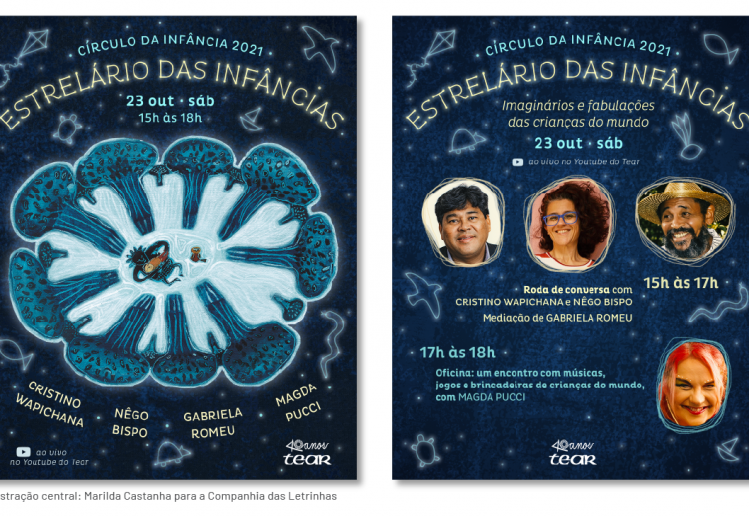 CÍRCULO DA INFÂNCIA 2021
ESTRELÁRIO DAS INFÂNCIAS
23 out • sáb
15h às 18h
CRISTINO
WAPICHANA
NÊGO
BISPO
GABRIELA
ROMEU
MAGDA
PUCCI
ao vivo
no Youtube do Tear
40 anos
tear
stração central: Marilda Castanha para a Companhia das Letrinhas
CÍRCULO DA INFÂNCIA 2021
ESTRELÁRIO DAS INFÂNCIAS
Imaginários e fabulações
das crianças do mundo
23 out • sáb
ao vivo no Youtube do Tear
15h às 17h
Roda de conversa com
CRISTINO WAPICHANA e NÊGO BISPO
Mediação de GABRIELA ROMEU
17h às 18h
Oficina: um encontro com músicas,
jogos e brincadeiras de crianças do mundo,
com MAGDA PUCCI
40 anos
tear